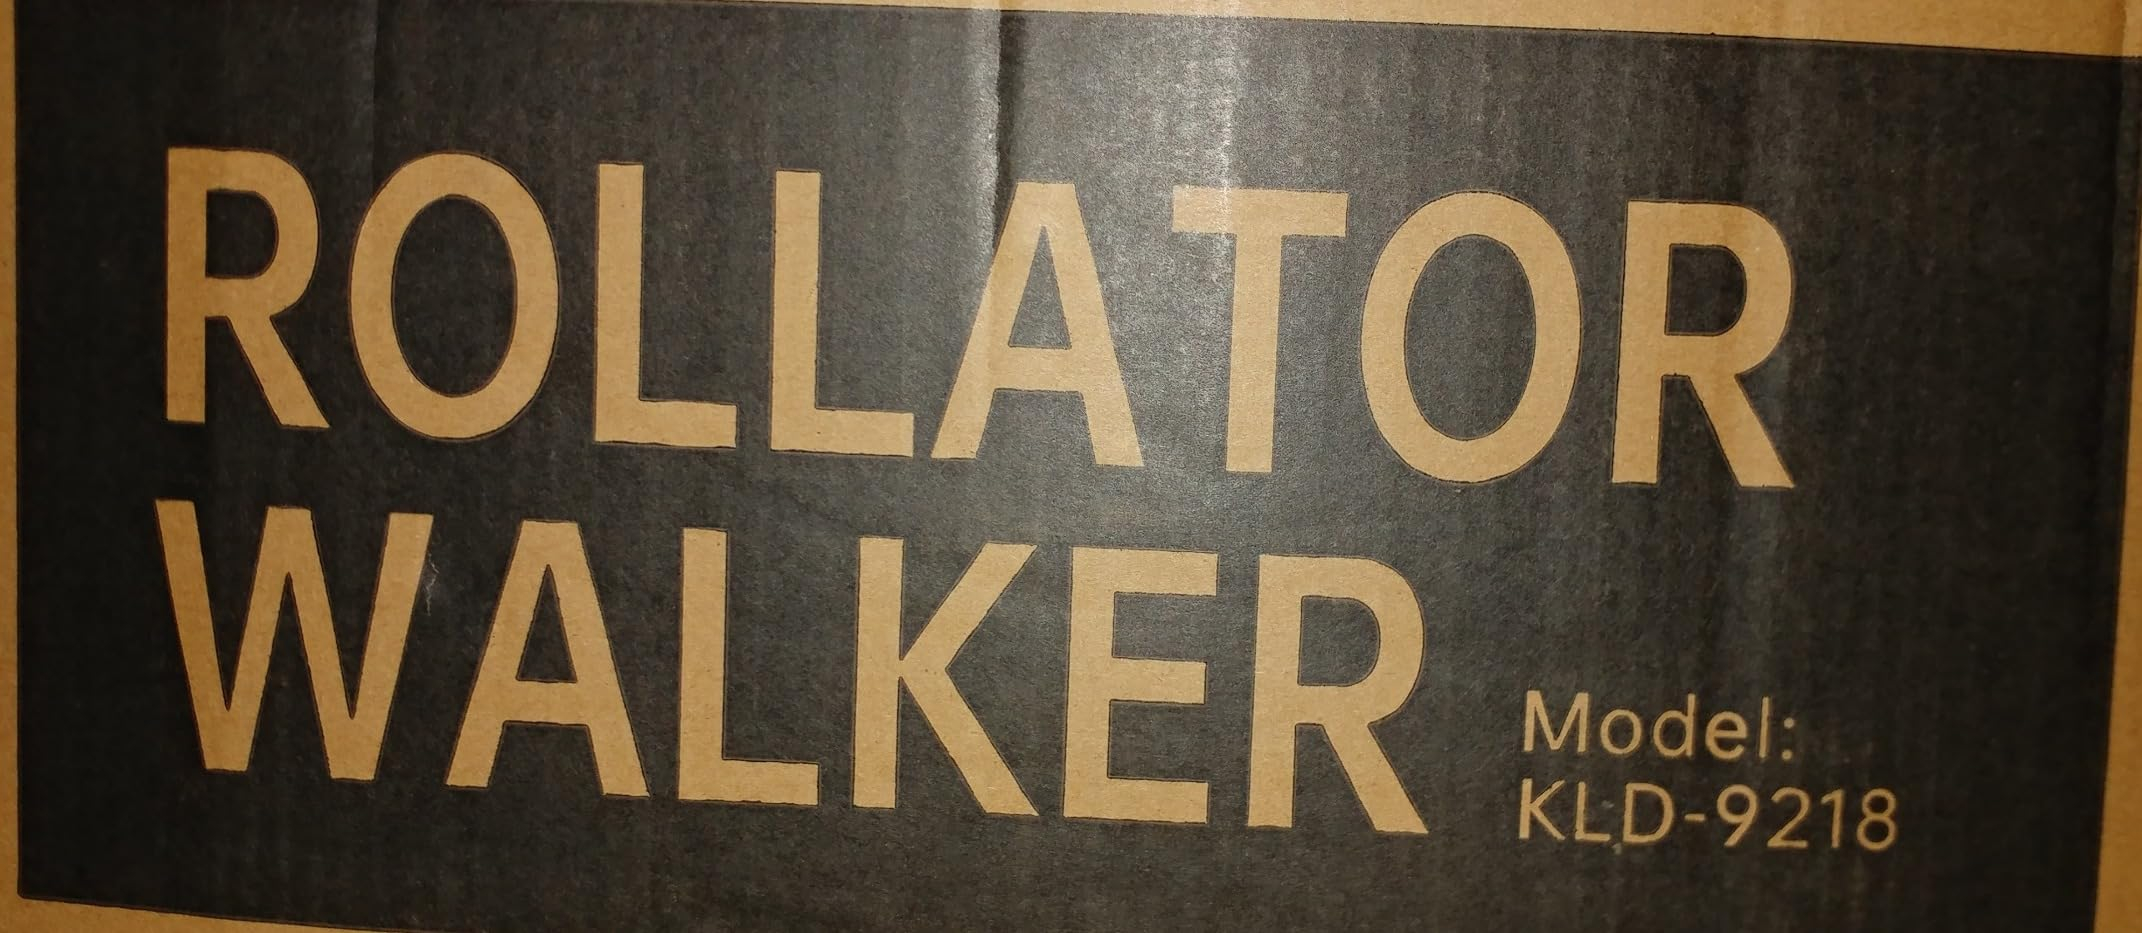 ROLLATOR
WALKER
Model:
KLD-9218